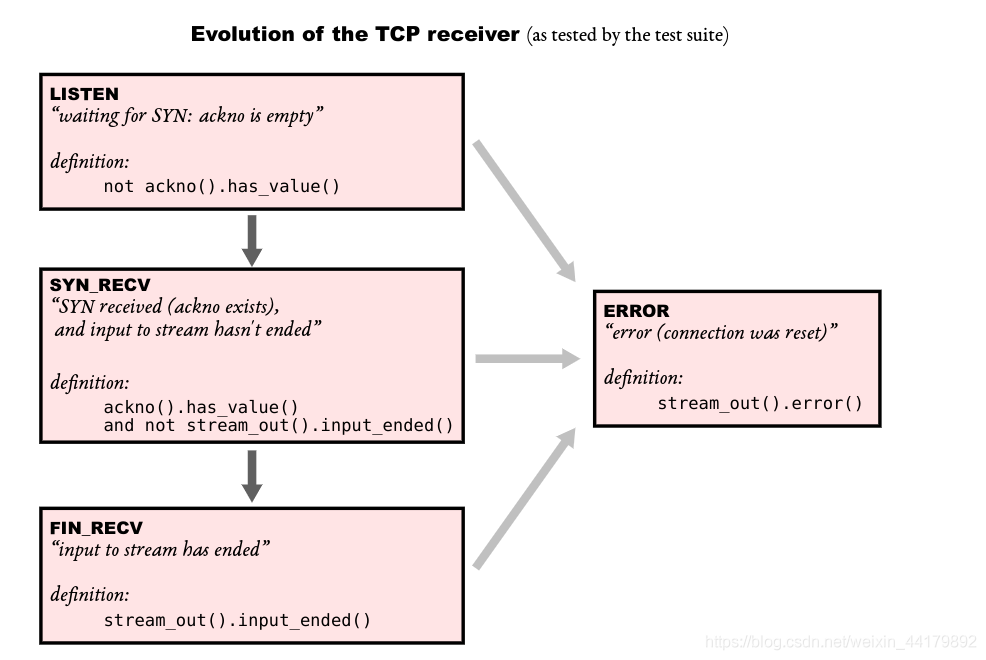 Evolution of the TCP receiver (as tested by the test suite)
LISTEN
“waiting for SYN: ackno is empty”
definition:
not ackno().has_value()
SYN_RECV
“SYN received (ackno exists),
and input to stream hasn't ended”
definition:
ackno().has_value()
and not stream_out().input_ended()
FIN_RECV
“input to stream has ended”
definition:
stream_out().input_ended()
ERROR
“error (connection was reset)”
definition:
stream_out().error()
https://blog.csdn.net/weixin_44179892